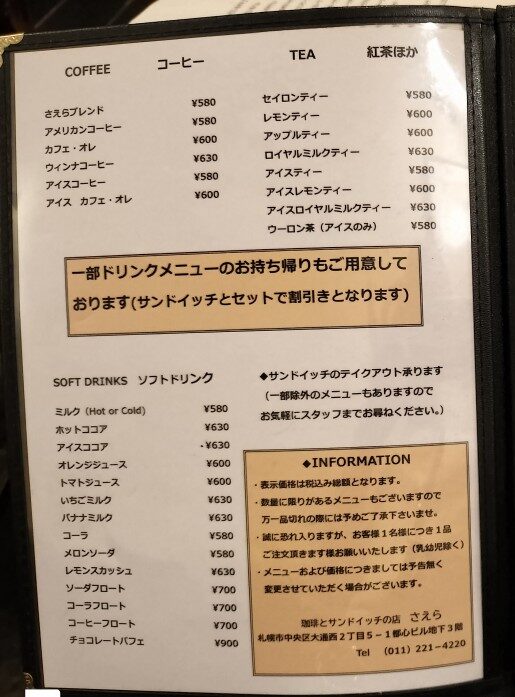 COFFEE コーヒー
さえらブレンド ¥580
アメリカンコーヒー ¥580
カフェ・オレ ¥600
ウィンナコーヒー ¥630
アイスコーヒー ¥580
アイス カフェ・オレ ¥600
TEA 紅茶ほか
セイロンティー ¥580
レモンティー ¥600
アップルティー ¥600
ロイヤルミルクティー ¥630
アイスティー ¥580
アイスレモンティー ¥600
アイスロイヤルミルクティー ¥630
ウーロン茶（アイスのみ） ¥580
一部ドリンクメニューのお持ち帰りもご用意して
おります(サンドイッチとセットで割引きとなります)
SOFT DRINKS ソフトドリンク
ミルク（Hot or Cold) ¥580
ホットココア ¥630
アイスココア ¥630
オレンジジュース ¥600
トマトジュース ¥600
いちごミルク ¥630
バナナミルク ¥630
コーラ ¥580
メロンソーダ ¥580
レモンスカッシュ ¥630
ソーダフロート ¥700
コーラフロート ¥700
コーヒーフロート ¥700
チョコレートパフェ ¥900
◆サンドイッチのテイクアウト承ります
（一部除外のメニューもありますので
お気軽にスタッフまでお尋ねください。）
◆INFORMATION
・表示価格は税込み総額となります。
・数量に限りがあるメニューもございますので
万一品切れの際には予めご了承下さいませ。
・誠に恐れ入りますが、お客様１名様につき１品
ご注文頂きます様お願いいたします（乳幼児除く）
・メニューおよび価格につきましては予告無く
変更させていただく場合がございます。
珈琲とサンドイッチの店 さえら
札幌市中央区大通西２丁目５－１都心ビル地下３階
Tel (011) 221－4220